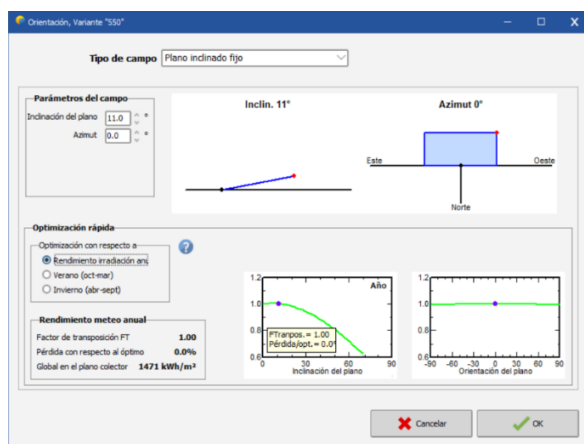 Orientación, Variante "550"
Tipo de campo Plano inclinado fijo
Parámetros del campo
Inclinación del plano 11.0 °
Azimut 0.0 °
Inclin. 11°
Azimut 0°
Este
Oeste
Norte
Optimización rápida
Optimización con respecto a
Rendimiento irradiación anu
Verano (oct-mar)
Invierno (abr-sept)
?
Rendimiento meteo anual
Factor de transposición FT 1.00
Pérdida con respecto al óptimo 0.0%
Global en el plano colector 1471 kWh/m²
Año
1.2
1.0
0.8
0.6
FTranpos.= 1.00
Pérdida/opt.= 0.0
0 30 60 90
Inclinación del plano
1.2
1.0
0.8
0.6
-90 -60 -30 0 30 60 90
Orientación del plano
Cancelar
OK